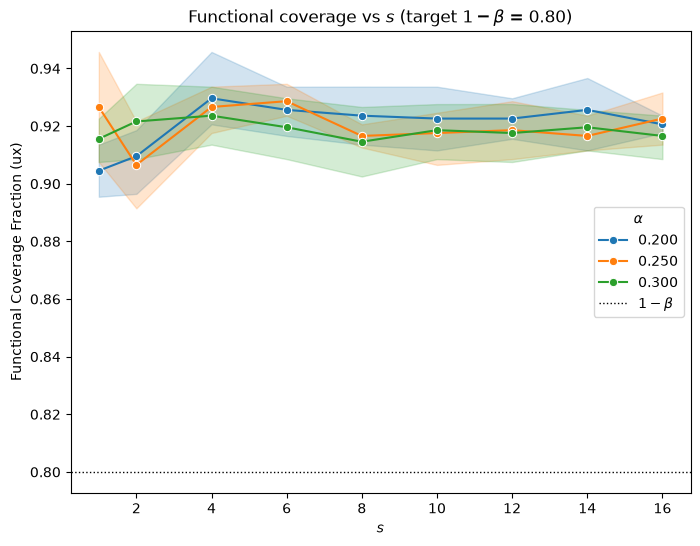 Functional coverage vs s (target 1 − β = 0.80)
Functional Coverage Fraction (ux)
0.94
0.92
0.90
0.88
0.86
0.84
0.82
0.80
α
0.200
0.250
0.300
1 − β
2 4 6 8 10 12 14 16
s